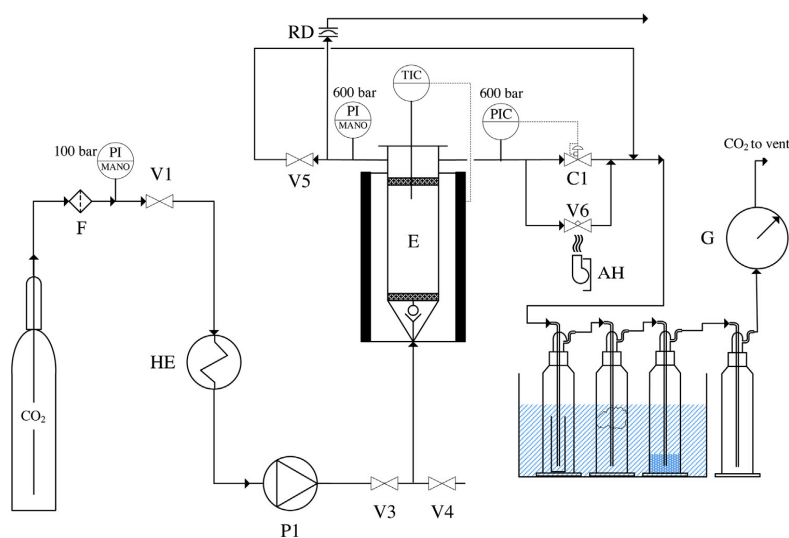 RD
TIC
600 bar
PI
MANO
600 bar
PIC
100 bar
PI
MANO
V1
F
V5
C1
V6
AH
CO2 to vent
G
E
HE
CO2
P1
V3
V4